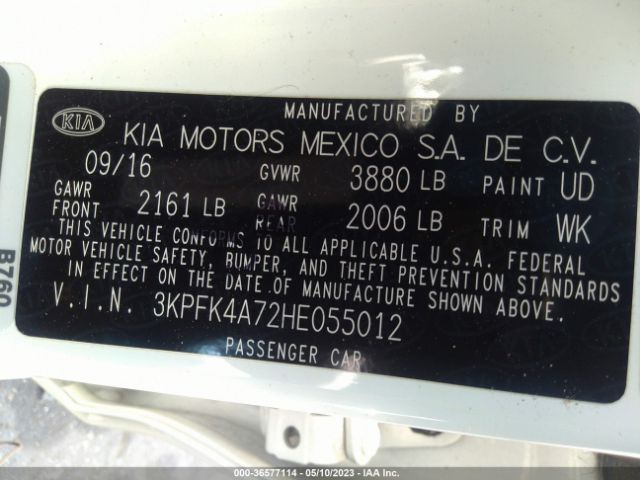 MANUFACTURED BY
KIA KIA MOTORS MEXICO S.A. DE C.V.
09/16 GVWR 3880 LB PAINT UD
GAWR FRONT 2161 LB GAWR REAR 2006 LB TRIM WK
THIS VEHICLE CONFORMS TO ALL APPLICABLE U.S.A. FEDERAL
MOTOR VEHICLE SAFETY, BUMPER, AND THEFT PREVENTION STANDARDS
IN EFFECT ON THE DATE OF MANUFACTURE SHOWN ABOVE.
V.I.N. 3KPFK4A72HE055012
PASSENGER CAR
B760
000-36577114 - 05/10/2023 - IAA Inc.